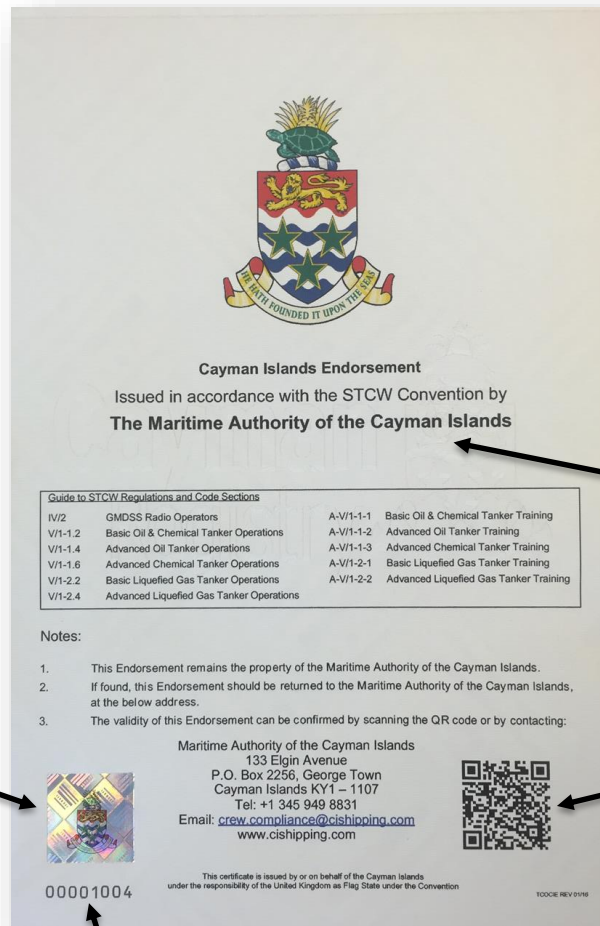 HE HATH FOUNDED IT UPON THE SEAS
Cayman Islands Endorsement
Issued in accordance with the STCW Convention by
The Maritime Authority of the Cayman Islands
Guide to STCW Regulations and Code Sections
IV/2 GMDSS Radio Operators A-V/1-1-1 Basic Oil & Chemical Tanker Training
V/1-1.2 Basic Oil & Chemical Tanker Operations A-V/1-1-2 Advanced Oil Tanker Training
V/1-1.4 Advanced Oil Tanker Operations A-V/1-1-3 Advanced Chemical Tanker Training
V/1-1.6 Advanced Chemical Tanker Operations A-V/1-2-1 Basic Liquefied Gas Tanker Training
V/1-2.2 Basic Liquefied Gas Tanker Operations A-V/1-2-2 Advanced Liquefied Gas Tanker Training
V/1-2.4 Advanced Liquefied Gas Tanker Operations
Notes:
1. This Endorsement remains the property of the Maritime Authority of the Cayman Islands.
2. If found, this Endorsement should be returned to the Maritime Authority of the Cayman Islands,
at the below address.
3. The validity of this Endorsement can be confirmed by scanning the QR code or by contacting:
Maritime Authority of the Cayman Islands
133 Elgin Avenue
P.O. Box 2256, George Town
Cayman Islands KY1 – 1107
Tel: +1 345 949 8831
Email: crew.compliance@cishipping.com
www.cishipping.com
00001004
This certificate is issued by or on behalf of the Cayman Islands
under the responsibility of the United Kingdom as Flag State under the Convention
TCOCIE REV 01/18